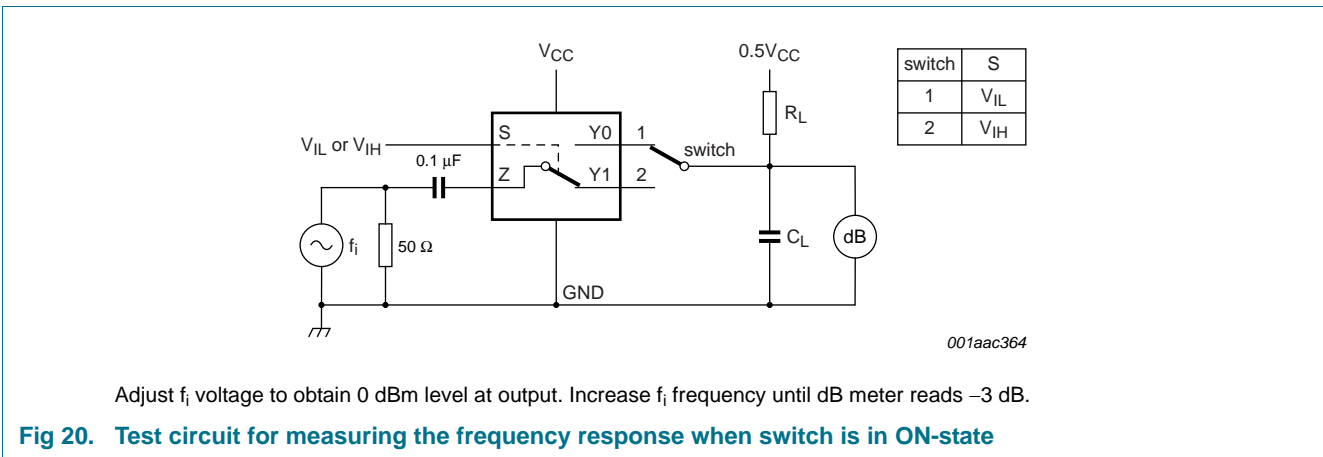 VCC
0.5VCC
switch S
1 VIL
2 VIH
RL
VIL or VIH
S
Y0
1
switch
0.1 μF
Z
Y1
2
fi
50 Ω
CL
dB
GND
001aac364
Adjust fi voltage to obtain 0 dBm level at output. Increase fi frequency until dB meter reads −3 dB.
Fig 20. Test circuit for measuring the frequency response when switch is in ON-state